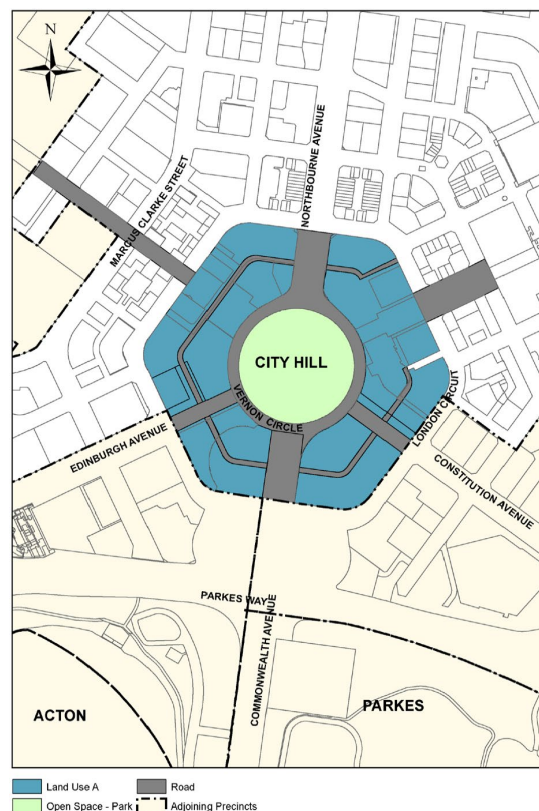 N
NORTHBOURNE AVENUE
MARCUS CLARKE STREET
CITY HILL
VERNON CIRCLE
LONDON CIRCUIT
EDINBURGH AVENUE
CONSTITUTION AVENUE
PARKES WAY
COMMONWEALTH AVENUE
ACTON
PARKES
Land Use A
Road
Open Space - Park
Adjoining Precincts